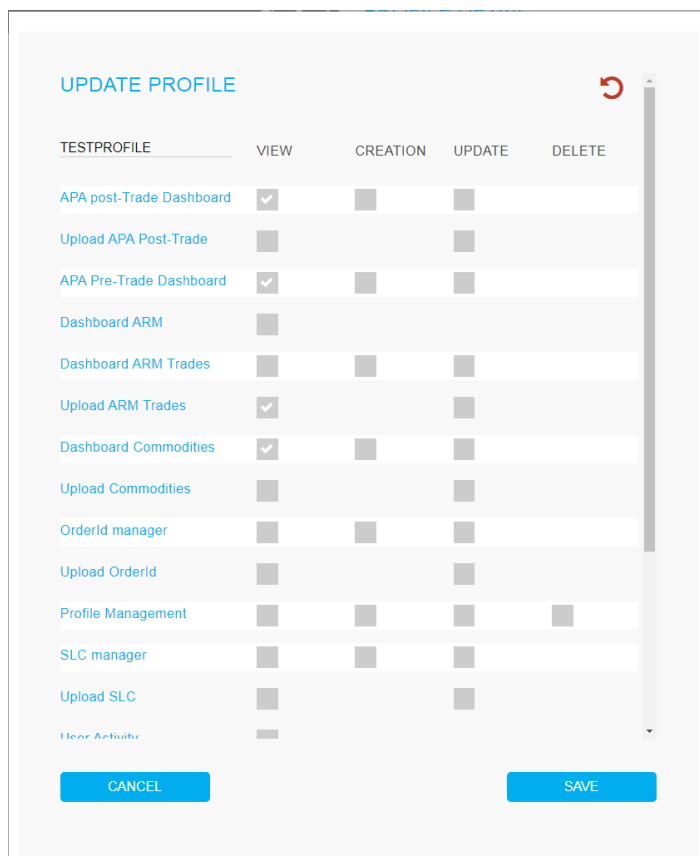 UPDATE PROFILE
TESTPROFILE VIEW CREATION UPDATE DELETE
APA post-Trade Dashboard
Upload APA Post-Trade
APA Pre-Trade Dashboard
Dashboard ARM
Dashboard ARM Trades
Upload ARM Trades
Dashboard Commodities
Upload Commodities
OrderId manager
Upload OrderId
Profile Management
SLC manager
Upload SLC
User Activity
CANCEL SAVE